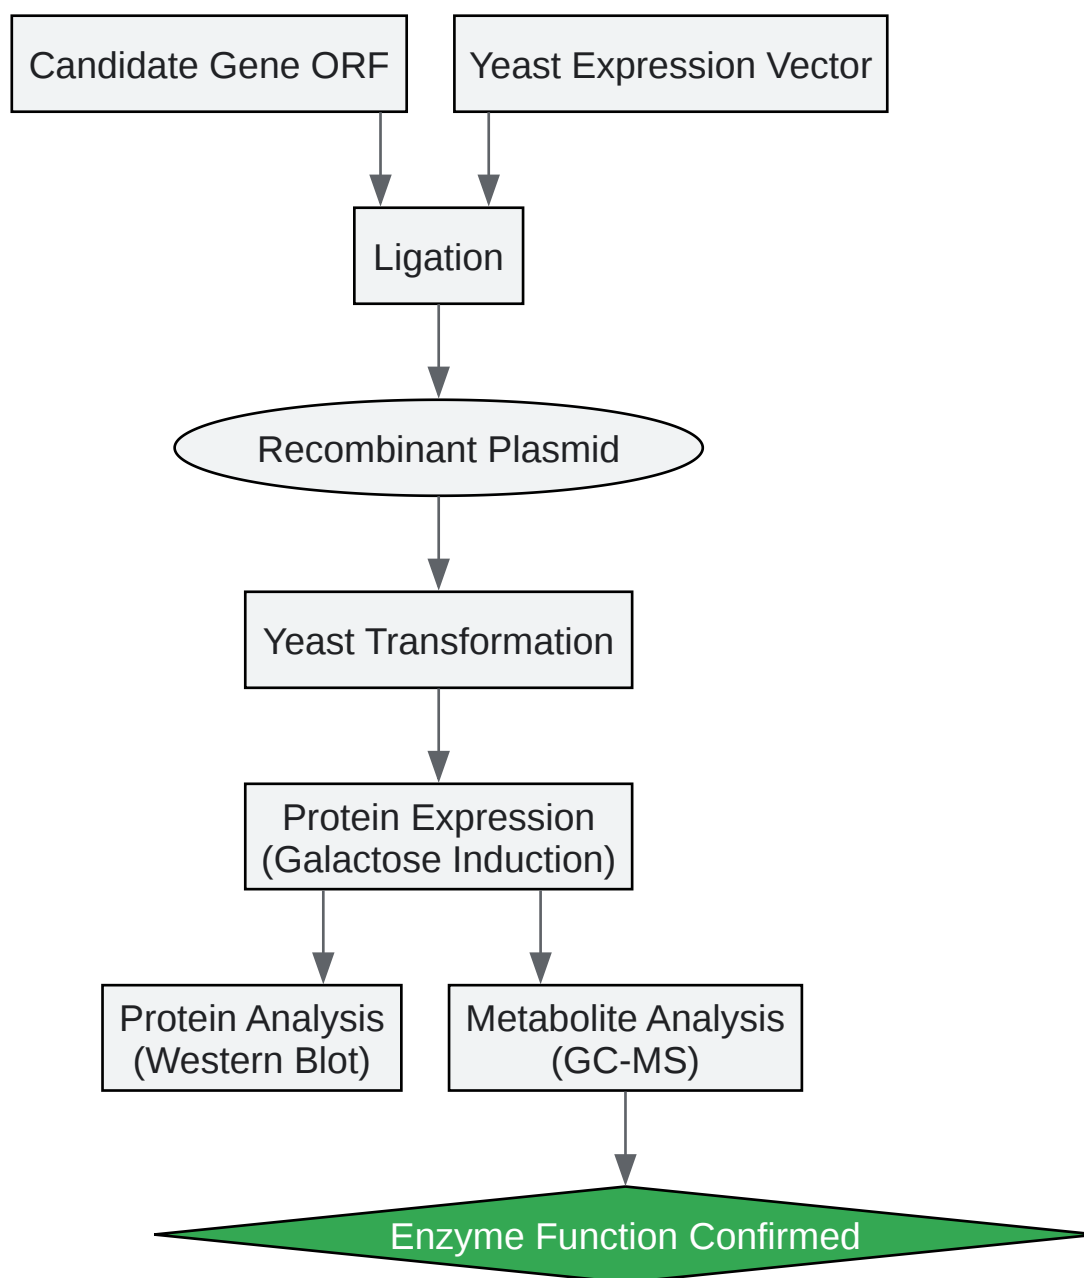 Candidate Gene ORF
Yeast Expression Vector
Ligation
Recombinant Plasmid
Yeast Transformation
Protein Expression
(Galactose Induction)
Protein Analysis
(Western Blot)
Metabolite Analysis
(GC-MS)
Enzyme Function Confirmed